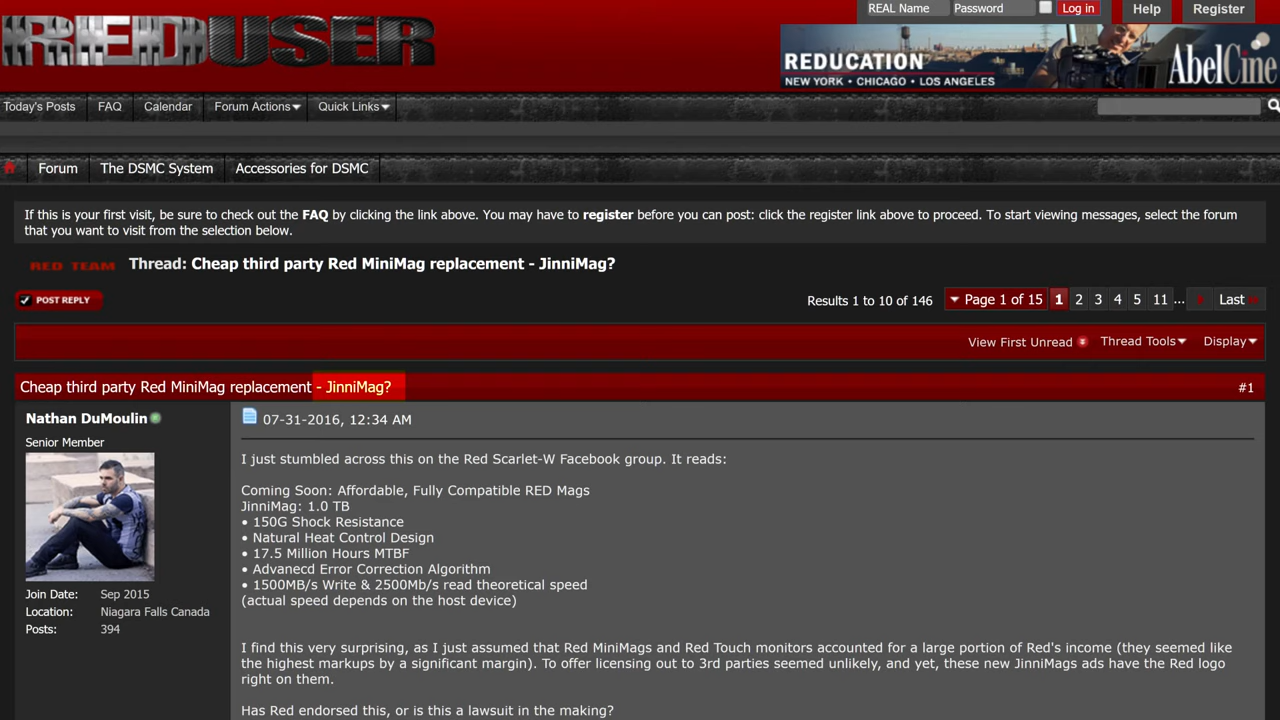 REDUSER
REAL Name
Password
Log in
Help
Register
REDUCATION
NEW YORK • CHICAGO • LOS ANGELES
AbelCine
Today's Posts
FAQ
Calendar
Forum Actions
Quick Links
Forum
The DSMC System
Accessories for DSMC
If this is your first visit, be sure to check out the FAQ by clicking the link above. You may have to register before you can post: click the register link above to proceed. To start viewing messages, select the forum
that you want to visit from the selection below.
RED TEAM
Thread: Cheap third party Red MiniMag replacement - JinniMag?
POST REPLY
Results 1 to 10 of 146
Page 1 of 15
1
2
3
4
5
11
...
Last
View First Unread
Thread Tools
Display
Cheap third party Red MiniMag replacement - JinniMag?
#1
Nathan DuMoulin
Senior Member
Join Date: Sep 2015
Location: Niagara Falls Canada
Posts: 394
07-31-2016, 12:34 AM
I just stumbled across this on the Red Scarlet-W Facebook group. It reads:
Coming Soon: Affordable, Fully Compatible RED Mags
JinniMag: 1.0 TB
• 150G Shock Resistance
• Natural Heat Control Design
• 17.5 Million Hours MTBF
• Advanecd Error Correction Algorithm
• 1500MB/s Write & 2500Mb/s read theoretical speed
(actual speed depends on the host device)
I find this very surprising, as I just assumed that Red MiniMags and Red Touch monitors accounted for a large portion of Red's income (they seemed like
the highest markups by a significant margin). To offer licensing out to 3rd parties seemed unlikely, and yet, these new JinniMags ads have the Red logo
right on them.
Has Red endorsed this, or is this a lawsuit in the making?